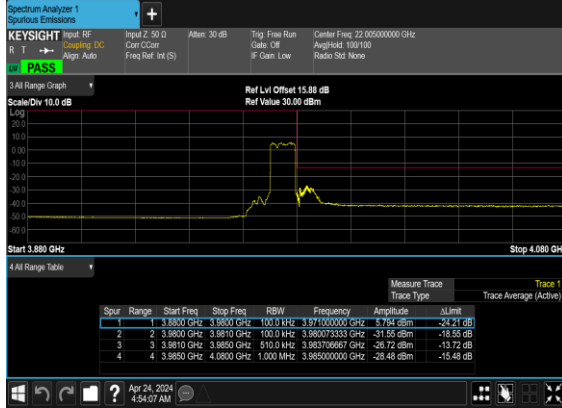 Spectrum Analyzer 1
Spurious Emissions
+
KEYSIGHT Input: RF Input Z: 50 Ω Atten: 30 dB Trig: Free Run Center Freq: 22.005000000 GHz
R T Coupling: DC Corr CCorr Gate: Off Avg|Hold: 100/100
Align: Auto Freq Ref: Int (S) IF Gain: Low Radio Std: None
PASS
3 All Range Graph
Ref Lvl Offset 15.88 dB
Scale/Div 10.0 dB Ref Value 30.00 dBm
Log
20.0
10.0
0.00
-10.0
-20.0
-30.0
-40.0
-50.0
-60.0
Start 3.880 GHz Stop 4.080 GH
4 All Range Table
Measure Trace Trace 1
Trace Type Trace Average (Active)
Spur Range Start Freq Stop Freq RBW Frequency Amplitude ΔLimit
1 1 3.8800 GHz 3.9800 GHz 100.0 kHz 3.971000000 GHz 5.794 dBm -24.21 dB
2 2 3.9800 GHz 3.9810 GHz 100.0 kHz 3.980073333 GHz -31.55 dBm -18.55 dB
3 3 3.9810 GHz 3.9850 GHz 510.0 kHz 3.983706667 GHz -26.72 dBm -13.72 dB
4 4 3.9850 GHz 4.0800 GHz 1.000 MHz 3.985000000 GHz -28.48 dBm -15.48 dB
? Apr 24, 2024
4:54:07 AM